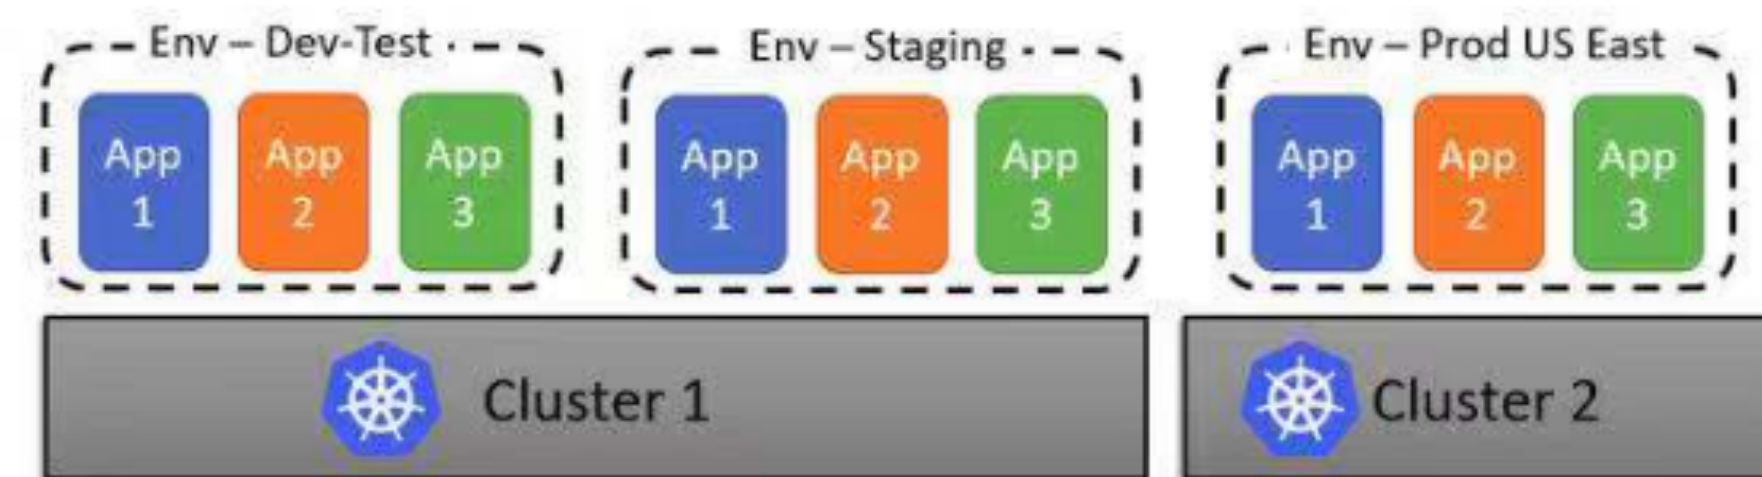 Env – Dev-Test
Env – Staging
Env – Prod US East
App
1
App
2
App
3
App
1
App
2
App
3
App
1
App
2
App
3
Cluster 1
Cluster 2